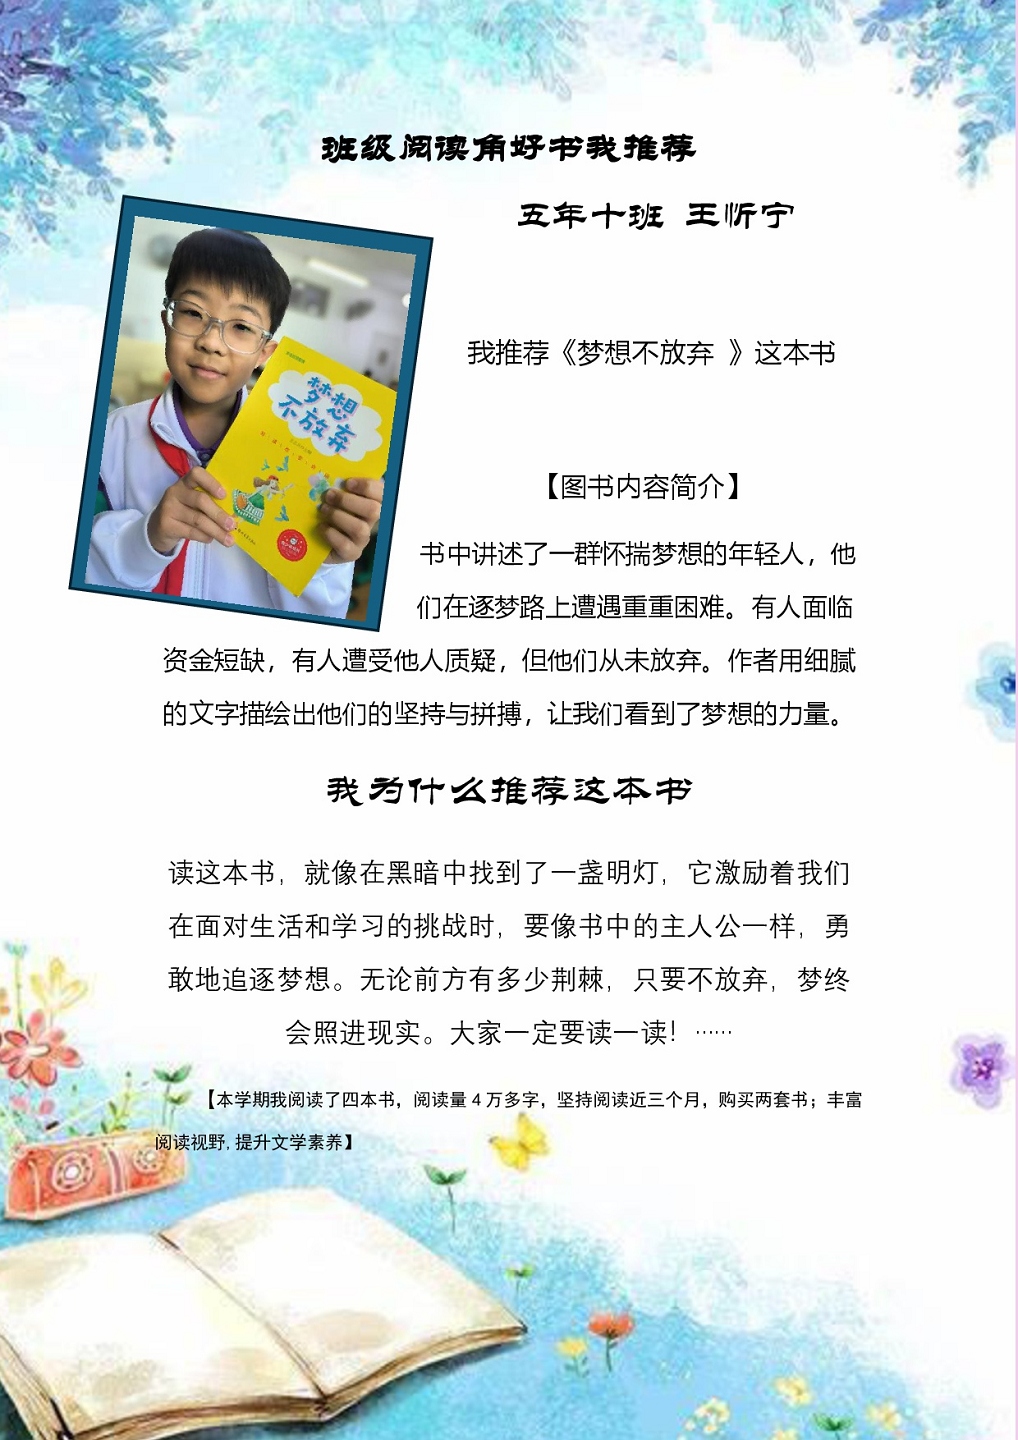 班级阅读角好书我推荐
五年十班 王忻宁
我推荐《梦想不放弃 》这本书
梦想
不放弃
【图书内容简介】
书中讲述了一群怀揣梦想的年轻人，他
们在逐梦路上遭遇重重困难。有人面临
资金短缺，有人遭受他人质疑，但他们从未放弃。作者用细腻
的文字描绘出他们的坚持与拼搏，让我们看到了梦想的力量。
我为什么推荐这本书
读这本书，就像在黑暗中找到了一盏明灯，它激励着我们
在面对生活和学习的挑战时，要像书中的主人公一样，勇
敢地追逐梦想。无论前方有多少荆棘，只要不放弃，梦终
会照进现实。大家一定要读一读！······
【本学期我阅读了四本书，阅读量 4 万多字，坚持阅读近三个月，购买两套书；丰富
阅读视野,提升文学素养】